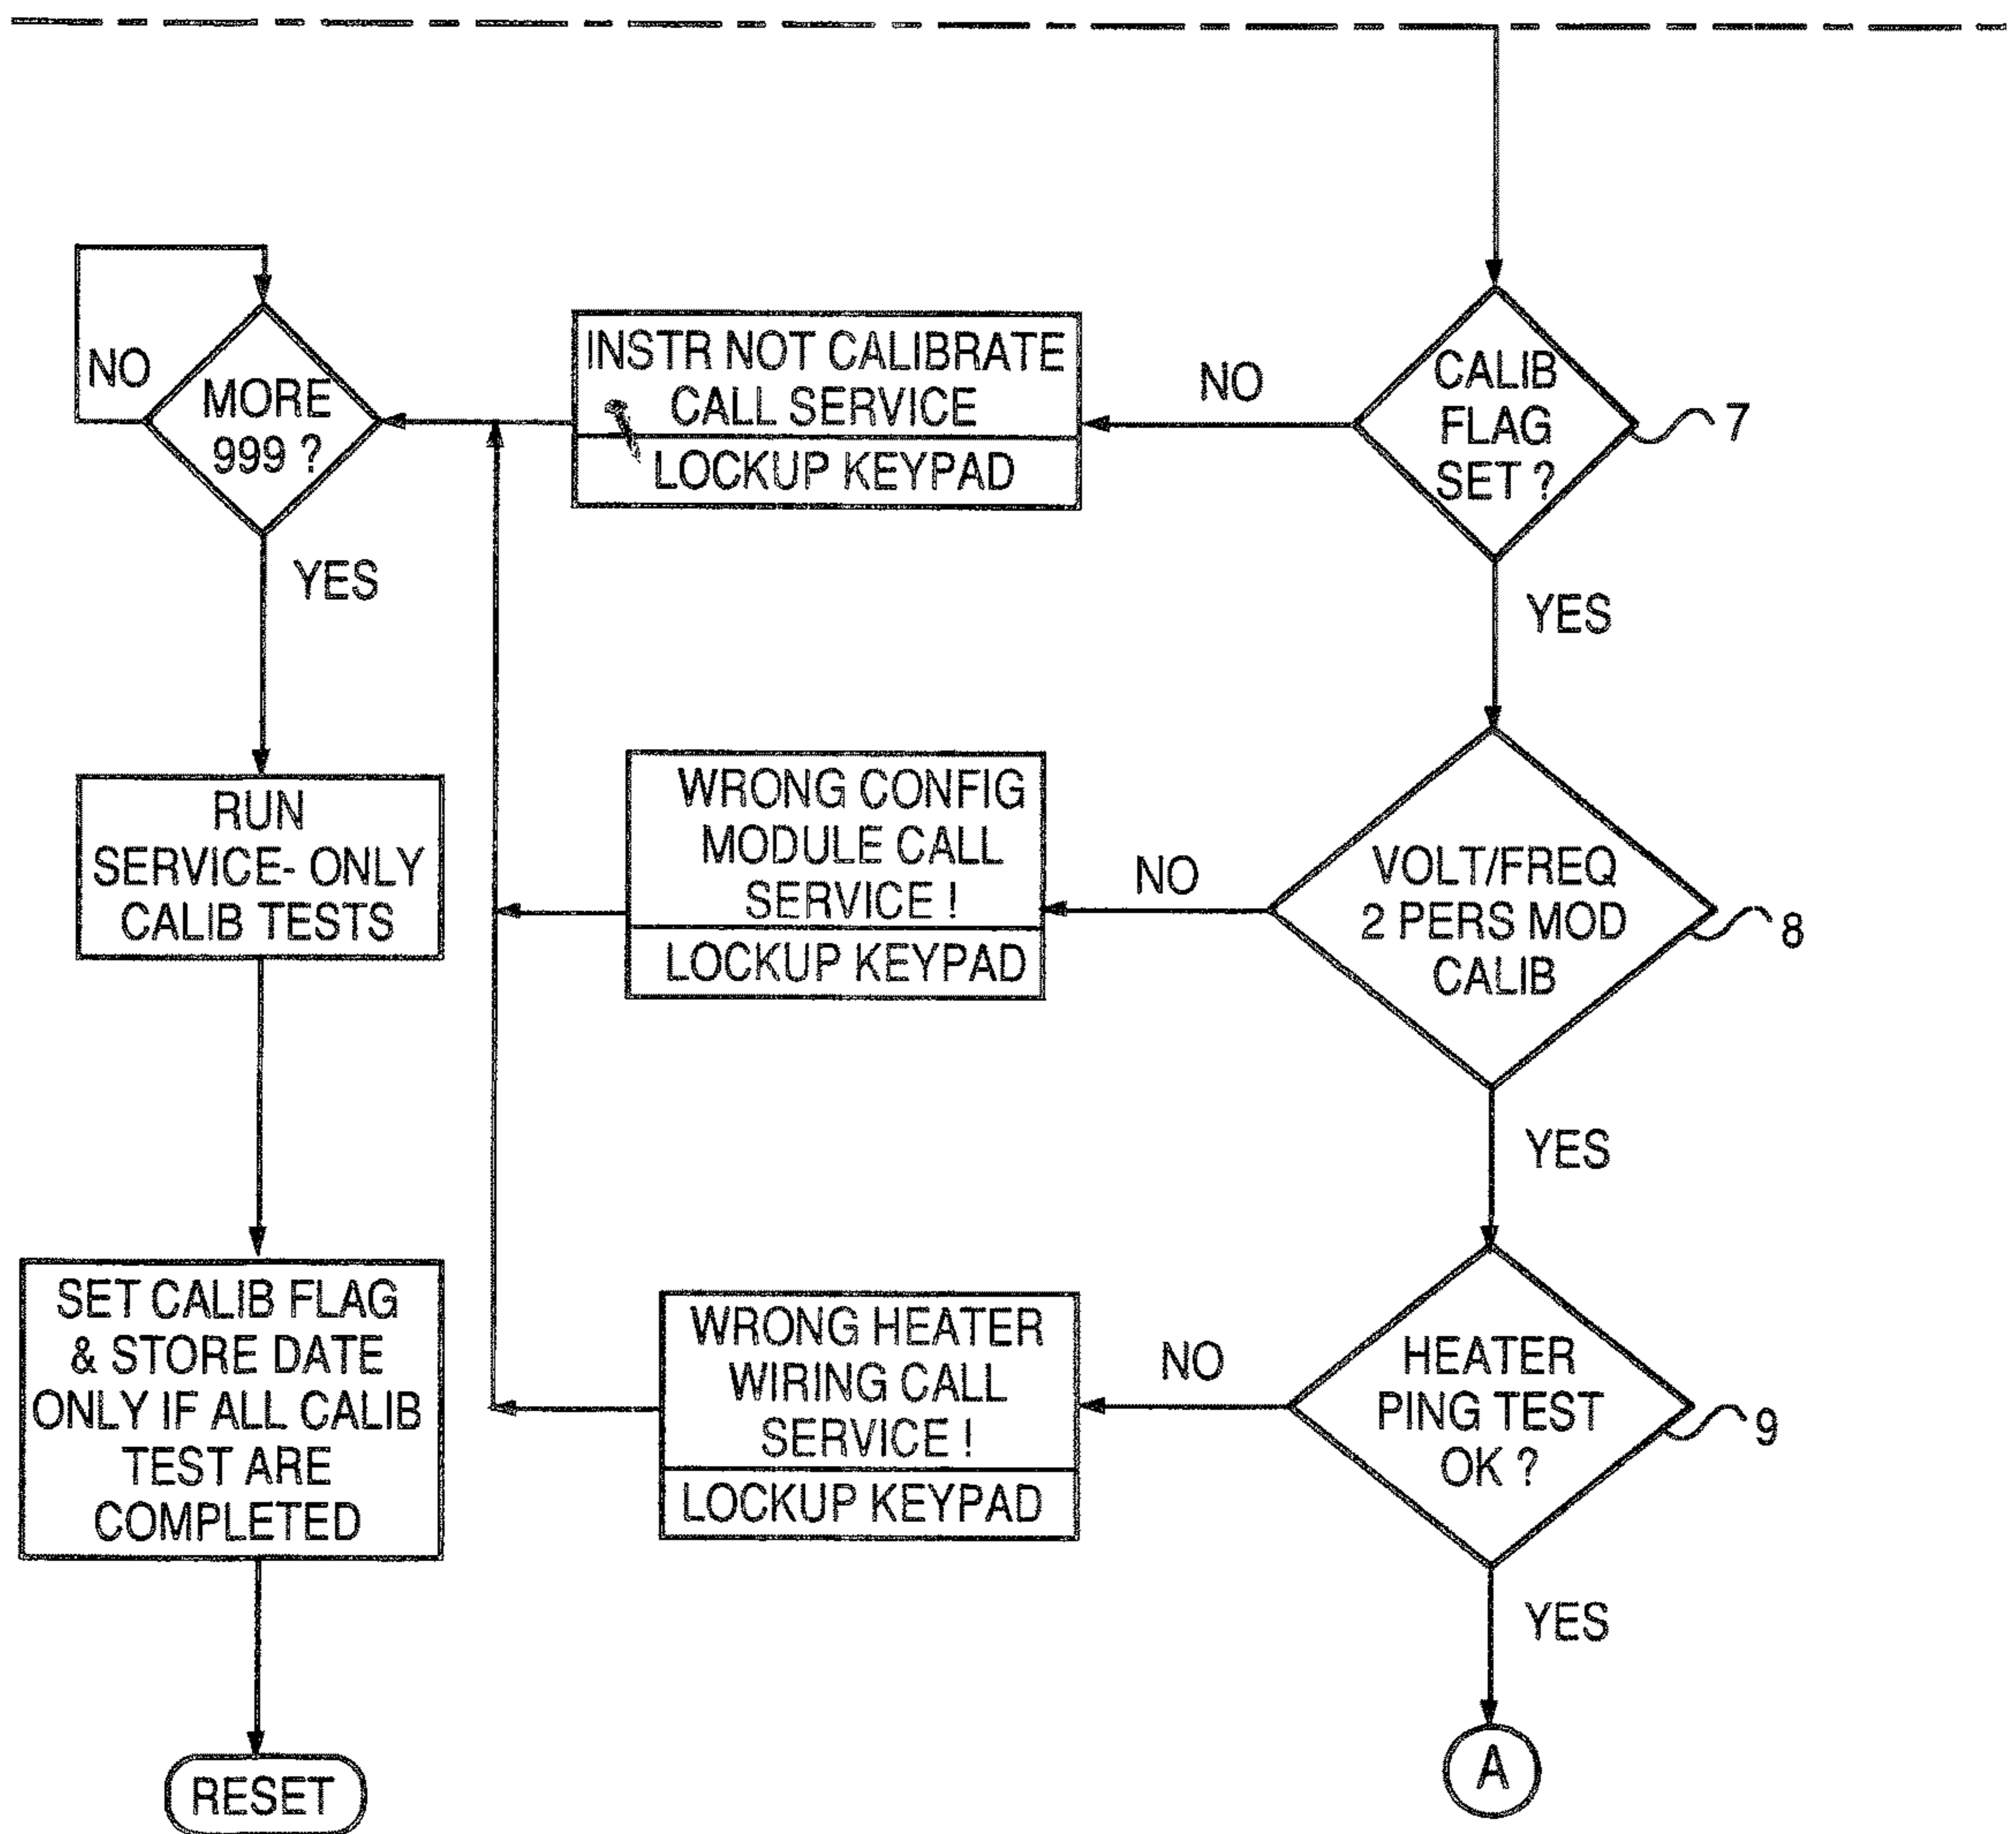 NO
MORE
999 ?
YES
INSTR NOT CALIBRATE
CALL SERVICE
LOCKUP KEYPAD
NO
CALIB
FLAG
SET ?
7
YES
RUN
SERVICE- ONLY
CALIB TESTS
WRONG CONFIG
MODULE CALL
SERVICE !
LOCKUP KEYPAD
NO
VOLT/FREQ
2 PERS MOD
CALIB
8
YES
SET CALIB FLAG
& STORE DATE
ONLY IF ALL CALIB
TEST ARE
COMPLETED
WRONG HEATER
WIRING CALL
SERVICE !
LOCKUP KEYPAD
NO
HEATER
PING TEST
OK ?
9
YES
RESET
A